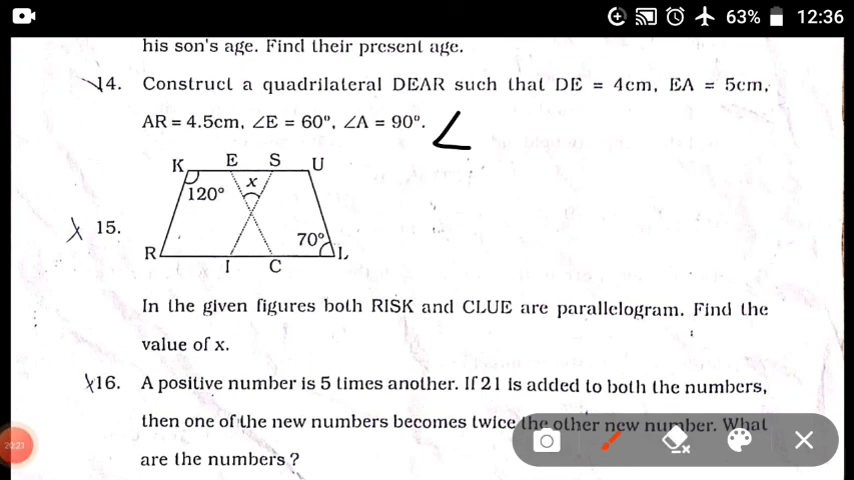 63% 12:36
his son's age. Find their present age.
14. Construct a quadrilateral DEAR such that DE = 4cm, EA = 5cm,
AR = 4.5cm, ∠E = 60°, ∠A = 90°.
K E S U
x
120°
15.
70°
R I C L
In the given figures both RISK and CLUE are parallelogram. Find the
value of x.
16. A positive number is 5 times another. If 21 is added to both the numbers,
then one of the new numbers becomes twice the other new number. What
are the numbers ?
20:21